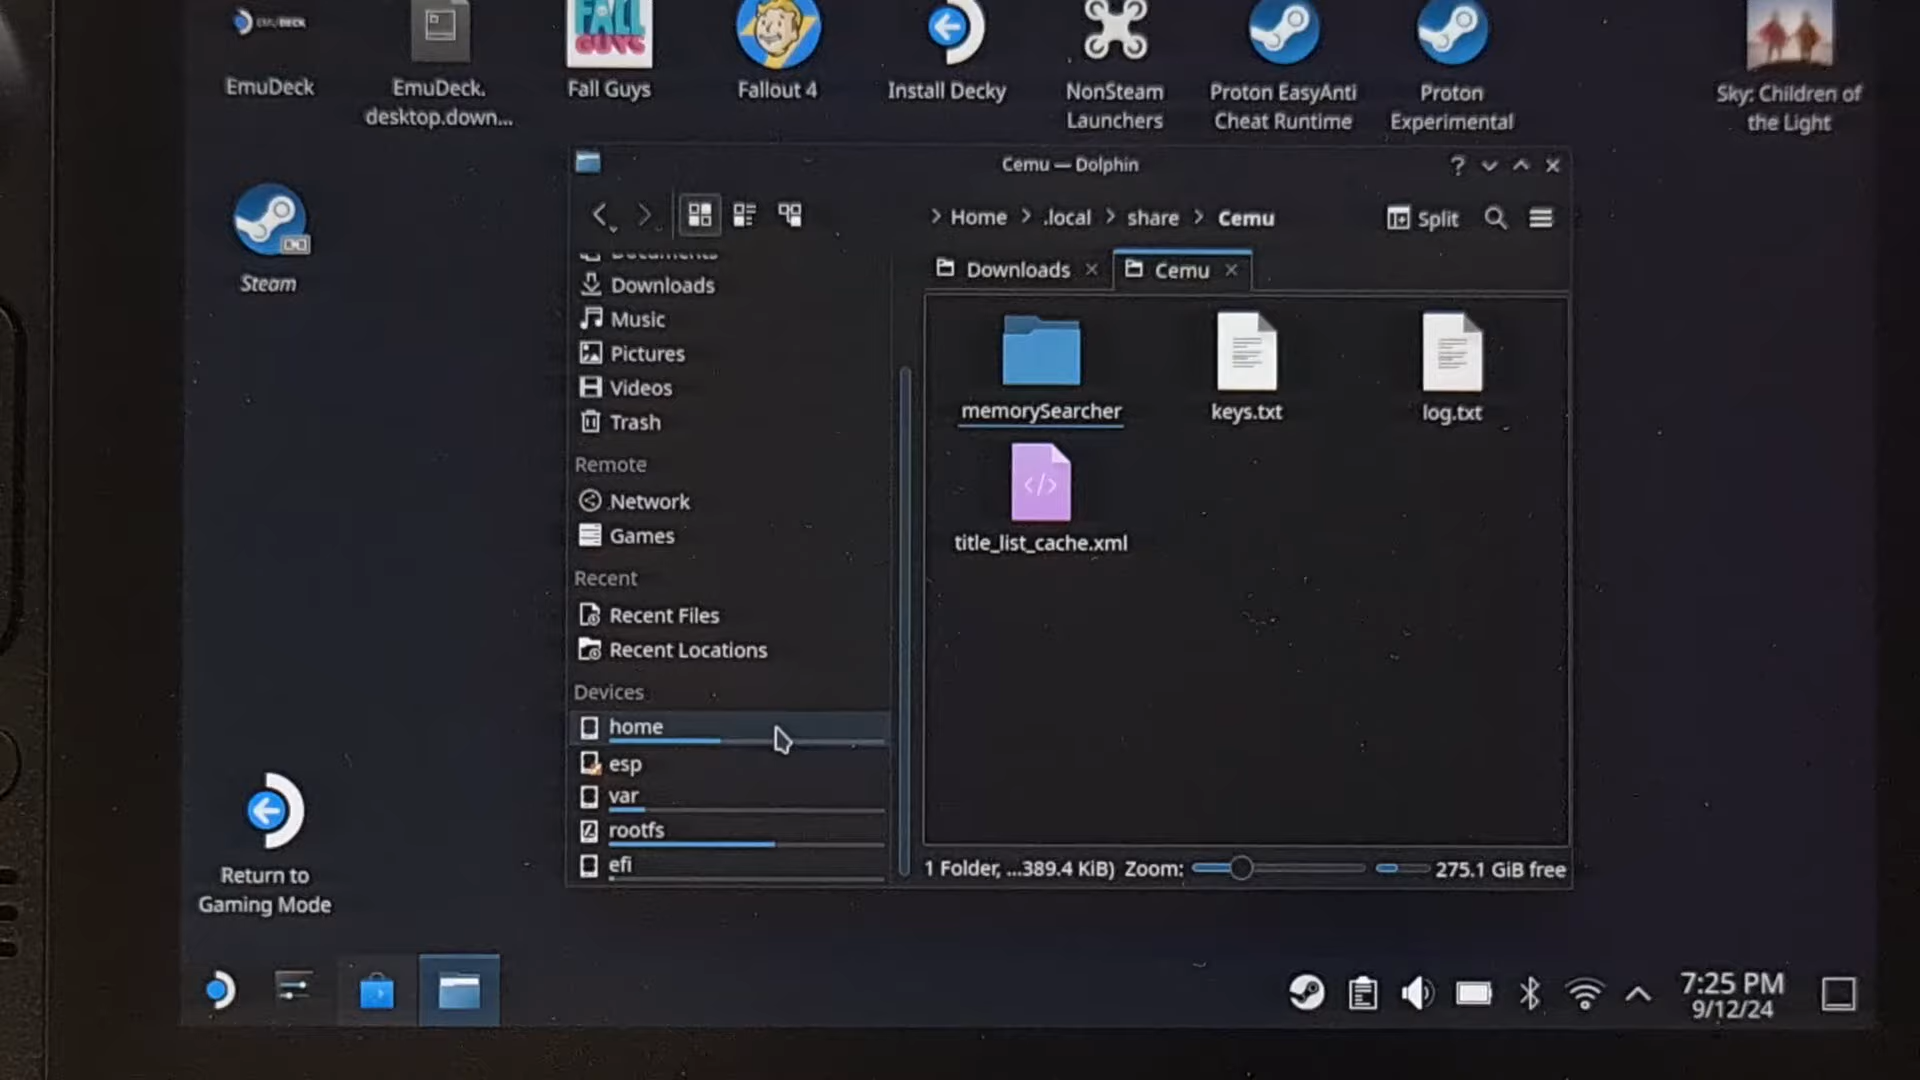 EMUDECK
FALL
GUYS
EmuDeck
EmuDeck.
desktop.down...
Fall Guys
Fallout 4
Install Decky
NonSteam
Launchers
Proton EasyAnti
Cheat Runtime
Proton
Experimental
Sky: Children of
the Light
Steam
Return to
Gaming Mode
Cemu — Dolphin
Home
.local
share
Cemu
Split
Documents
Downloads
Music
Pictures
Videos
Trash
Remote
Network
Games
Recent
Recent Files
Recent Locations
Devices
home
esp
var
rootfs
efi
Downloads
Cemu
memorySearcher
keys.txt
log.txt
title_list_cache.xml
1 Folder, ...389.4 KiB)
Zoom:
275.1 GiB free
7:25 PM
9/12/24